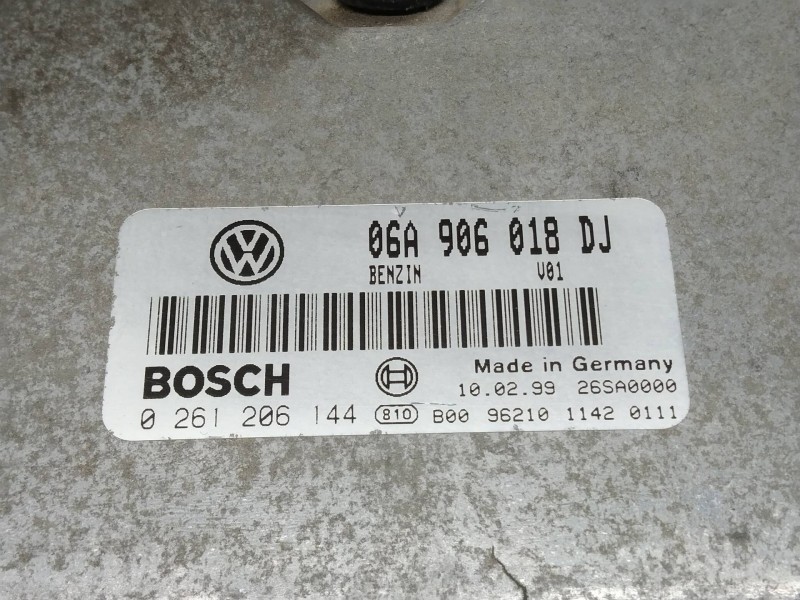 06A 906 018 DJ
BENZIN V01
BOSCH Made in Germany
10.02.99 26SA0000
0 261 206 144 810 B00 96210 1142 0111